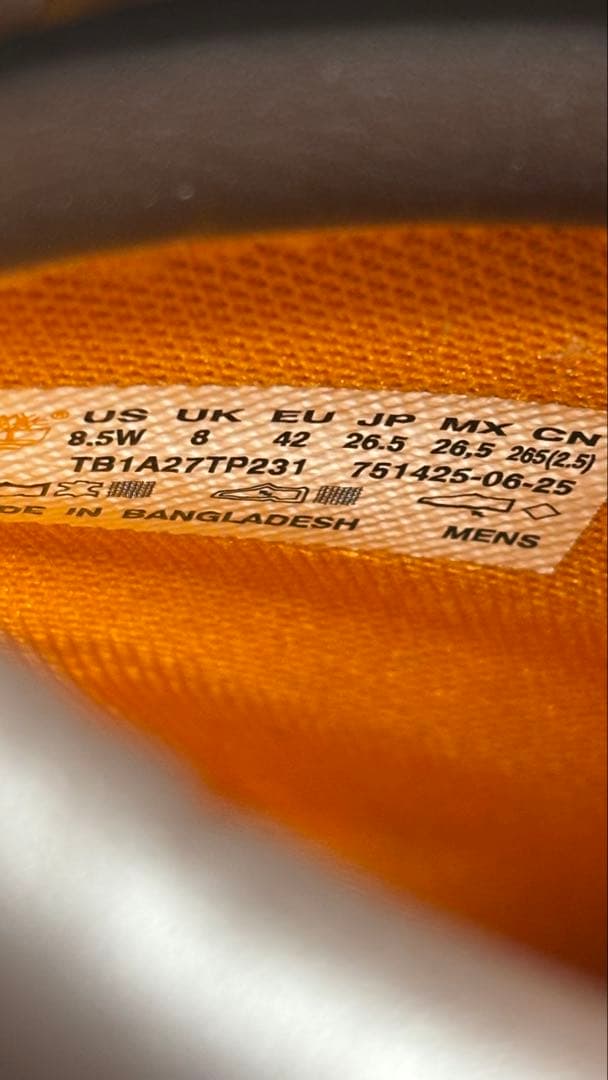 ® US UK EU JP MX CN
8.5W 8 42 26.5 26,5 265(2.5)
TB1A27TP231 751425-06-25
DE IN BANGLADESH MENS